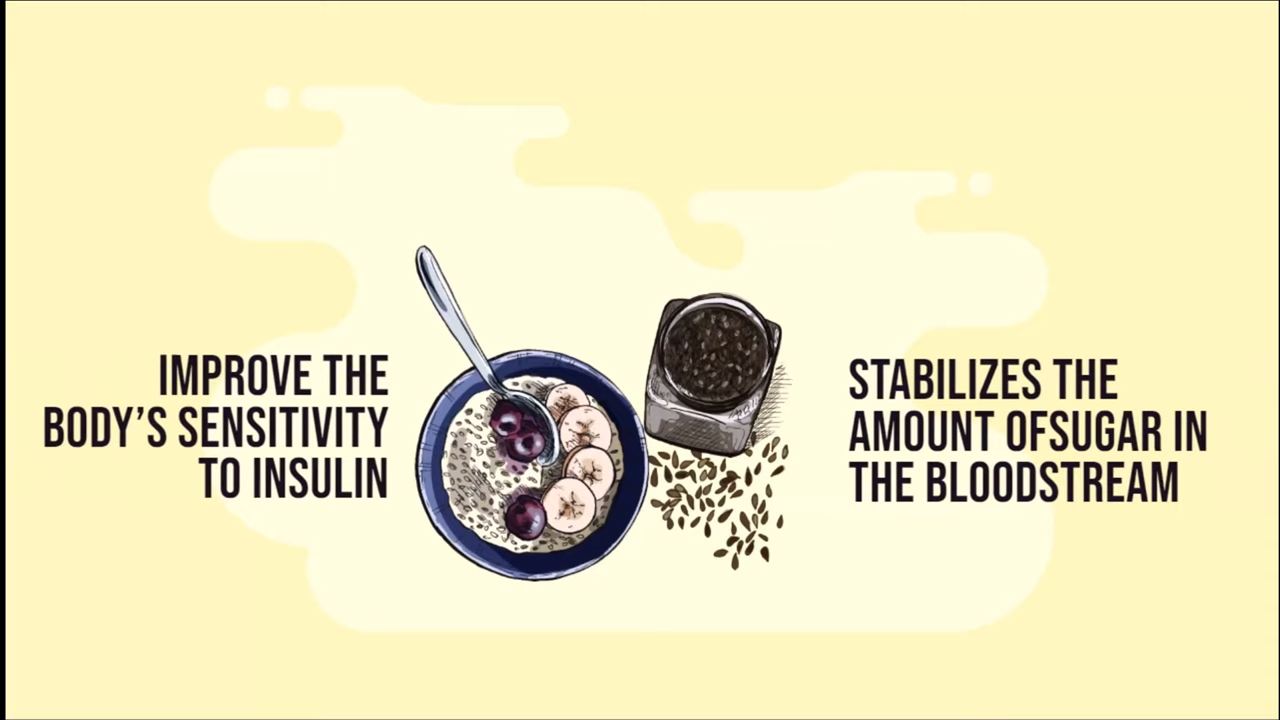 IMPROVE THE
BODY'S SENSITIVITY
TO INSULIN
STABILIZES THE
AMOUNT OFSUGAR IN
THE BLOODSTREAM